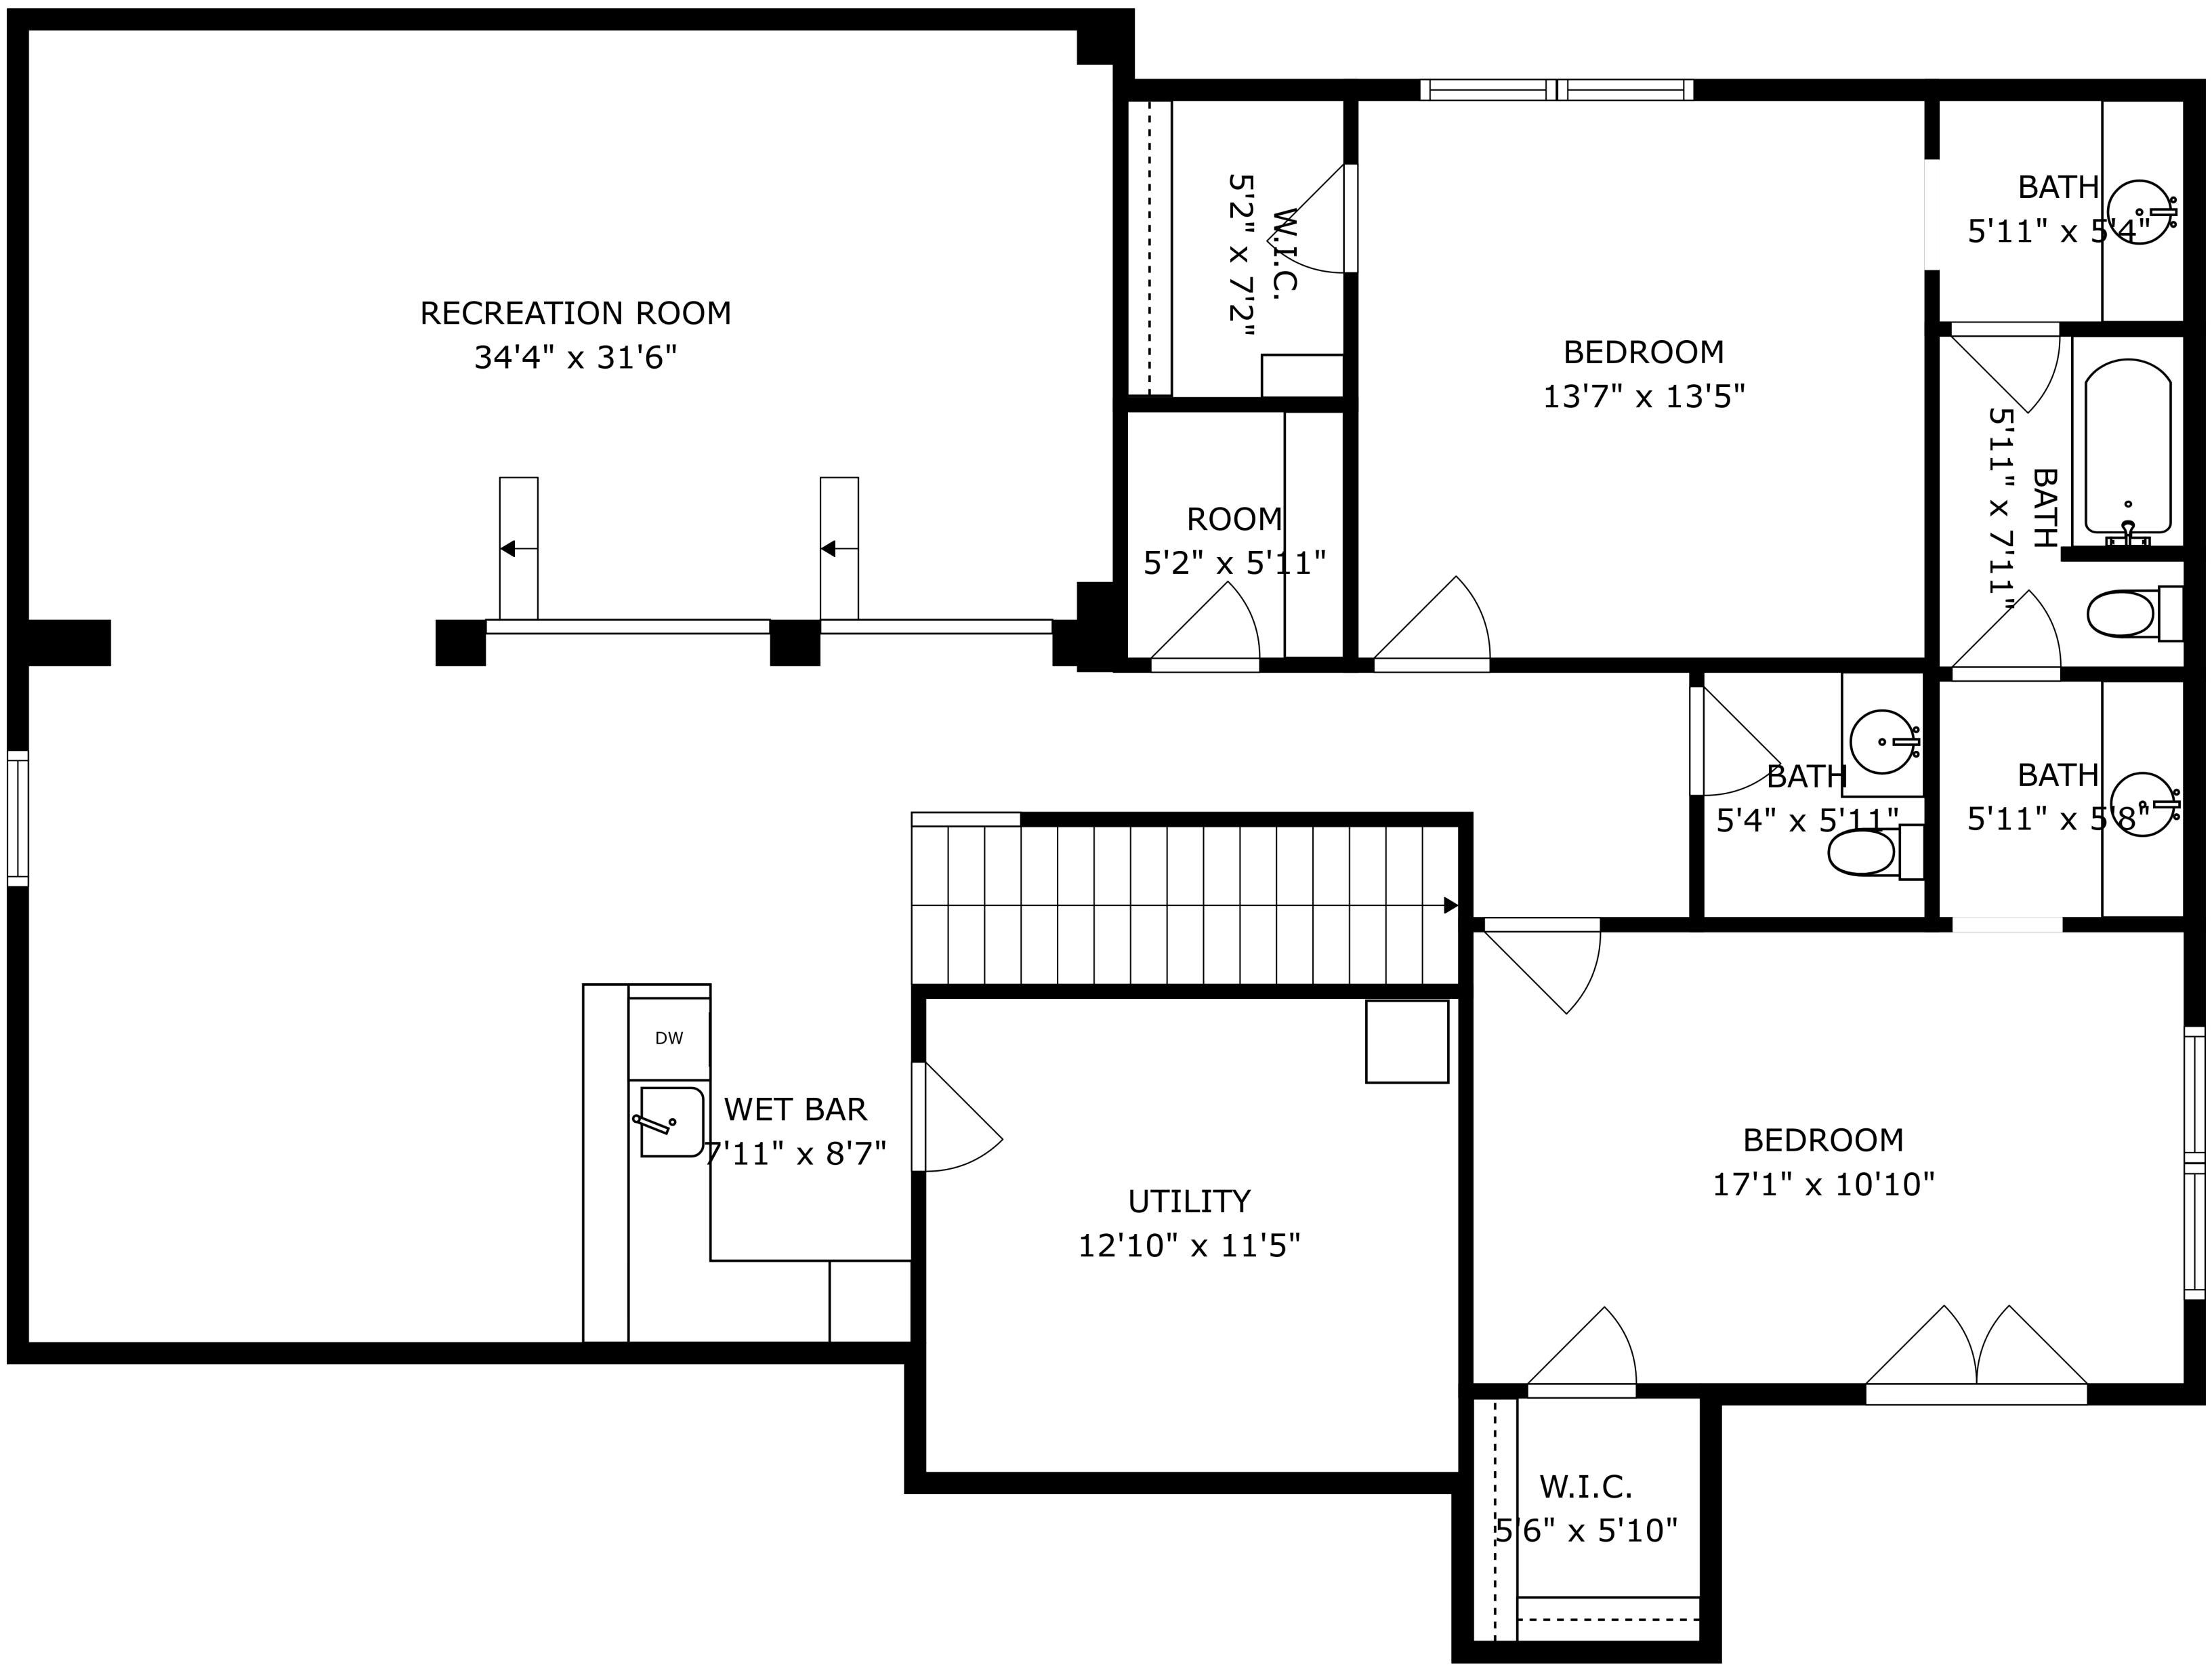 RECREATION ROOM
34'4" x 31'6"
W.I.C.
5'2" x 7'2"
BEDROOM
13'7" x 13'5"
BATH
5'11" x 5'4"
ROOM
5'2" x 5'11"
BATH
5'11" x 7'11"
BATH
5'4" x 5'11"
BATH
5'11" x 5'8"
DW
WET BAR
7'11" x 8'7"
UTILITY
12'10" x 11'5"
BEDROOM
17'1" x 10'10"
W.I.C.
5'6" x 5'10"